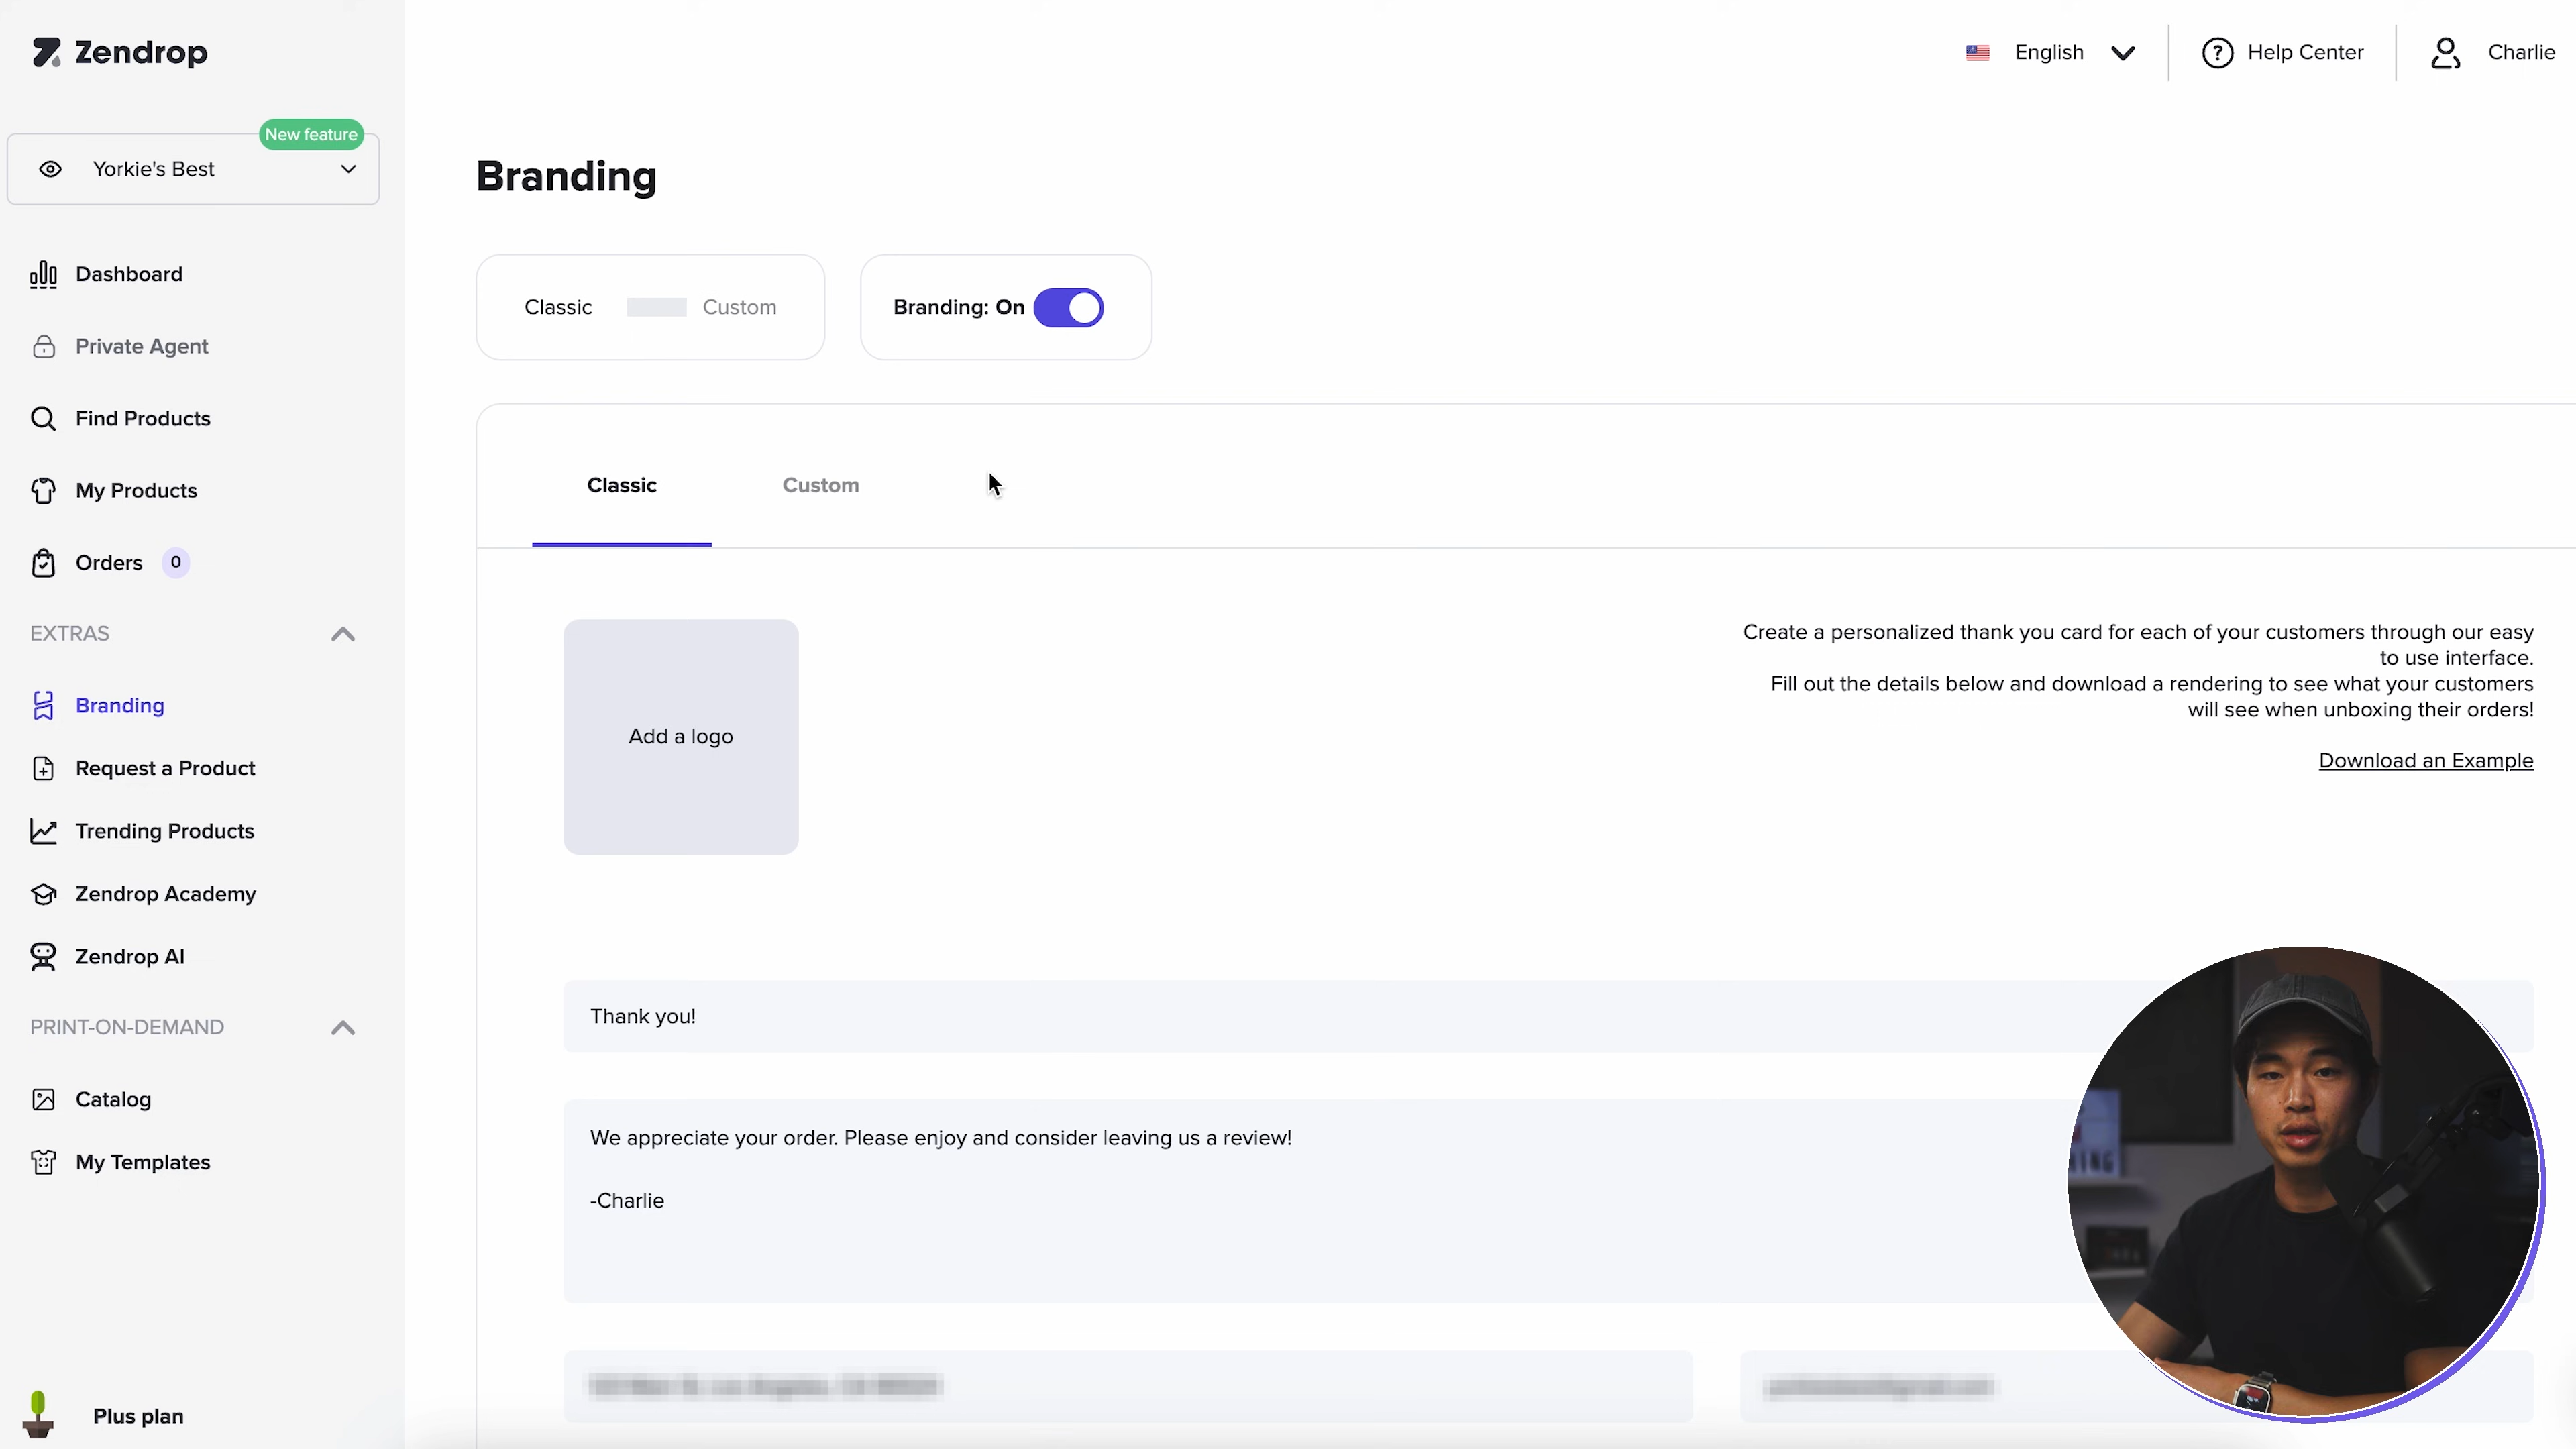 Zendrop
English
Help Center
Charlie
New feature
Yorkie's Best
Dashboard
Private Agent
Find Products
My Products
Orders 0
EXTRAS
Branding
Request a Product
Trending Products
Zendrop Academy
Zendrop AI
PRINT-ON-DEMAND
Catalog
My Templates
Plus plan
Branding
Classic Custom
Branding: On
Classic Custom
Add a logo
Create a personalized thank you card for each of your customers through our easy
to use interface.
Fill out the details below and download a rendering to see what your customers
will see when unboxing their orders!
Download an Example
Thank you!
We appreciate your order. Please enjoy and consider leaving us a review!
-Charlie